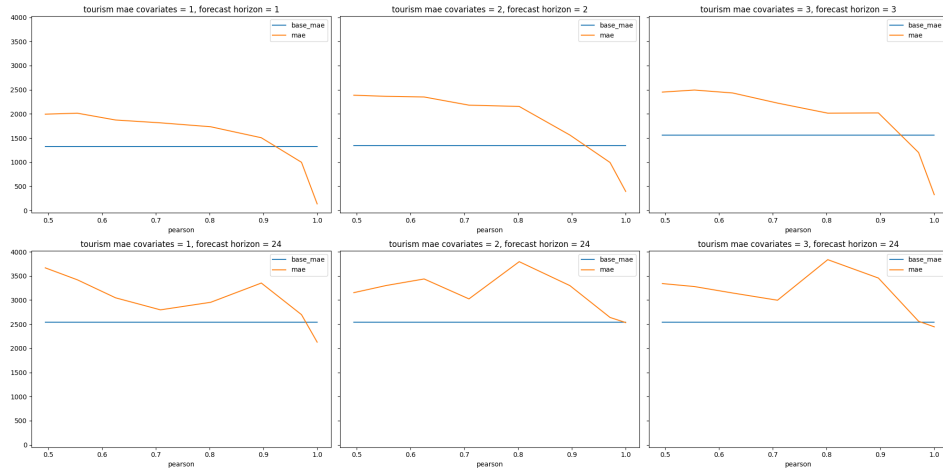 tourism mae covariates = 1, forecast horizon = 1
4000
3500
3000
2500
2000
1500
1000
500
0
base_mae
mae
0.5 0.6 0.7 0.8 0.9 1.0
pearson
tourism mae covariates = 2, forecast horizon = 2
base_mae
mae
0.5 0.6 0.7 0.8 0.9 1.0
pearson
tourism mae covariates = 3, forecast horizon = 3
base_mae
mae
0.5 0.6 0.7 0.8 0.9 1.0
pearson
tourism mae covariates = 1, forecast horizon = 24
4000
3500
3000
2500
2000
1500
1000
500
0
base_mae
mae
0.5 0.6 0.7 0.8 0.9 1.0
pearson
tourism mae covariates = 2, forecast horizon = 24
base_mae
mae
0.5 0.6 0.7 0.8 0.9 1.0
pearson
tourism mae covariates = 3, forecast horizon = 24
base_mae
mae
0.5 0.6 0.7 0.8 0.9 1.0
pearson